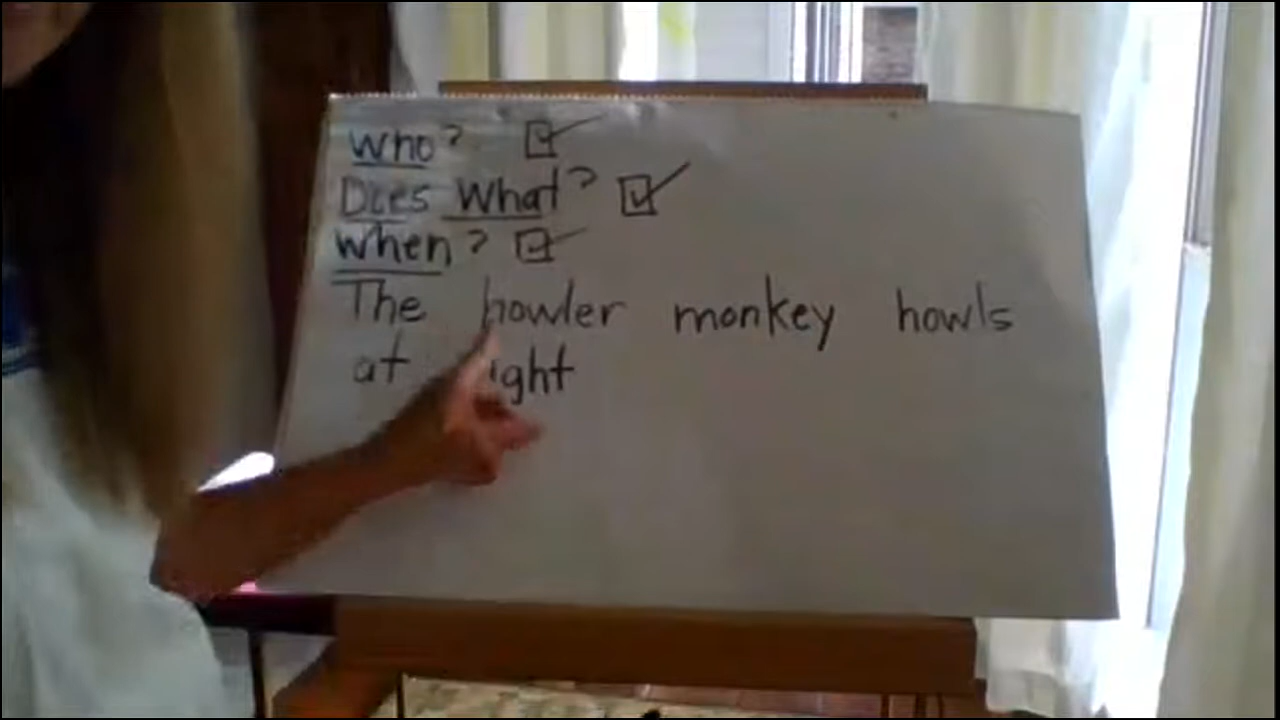 Who? ☑
Does What? ☑
When? ☑
The howler monkey howls
at night